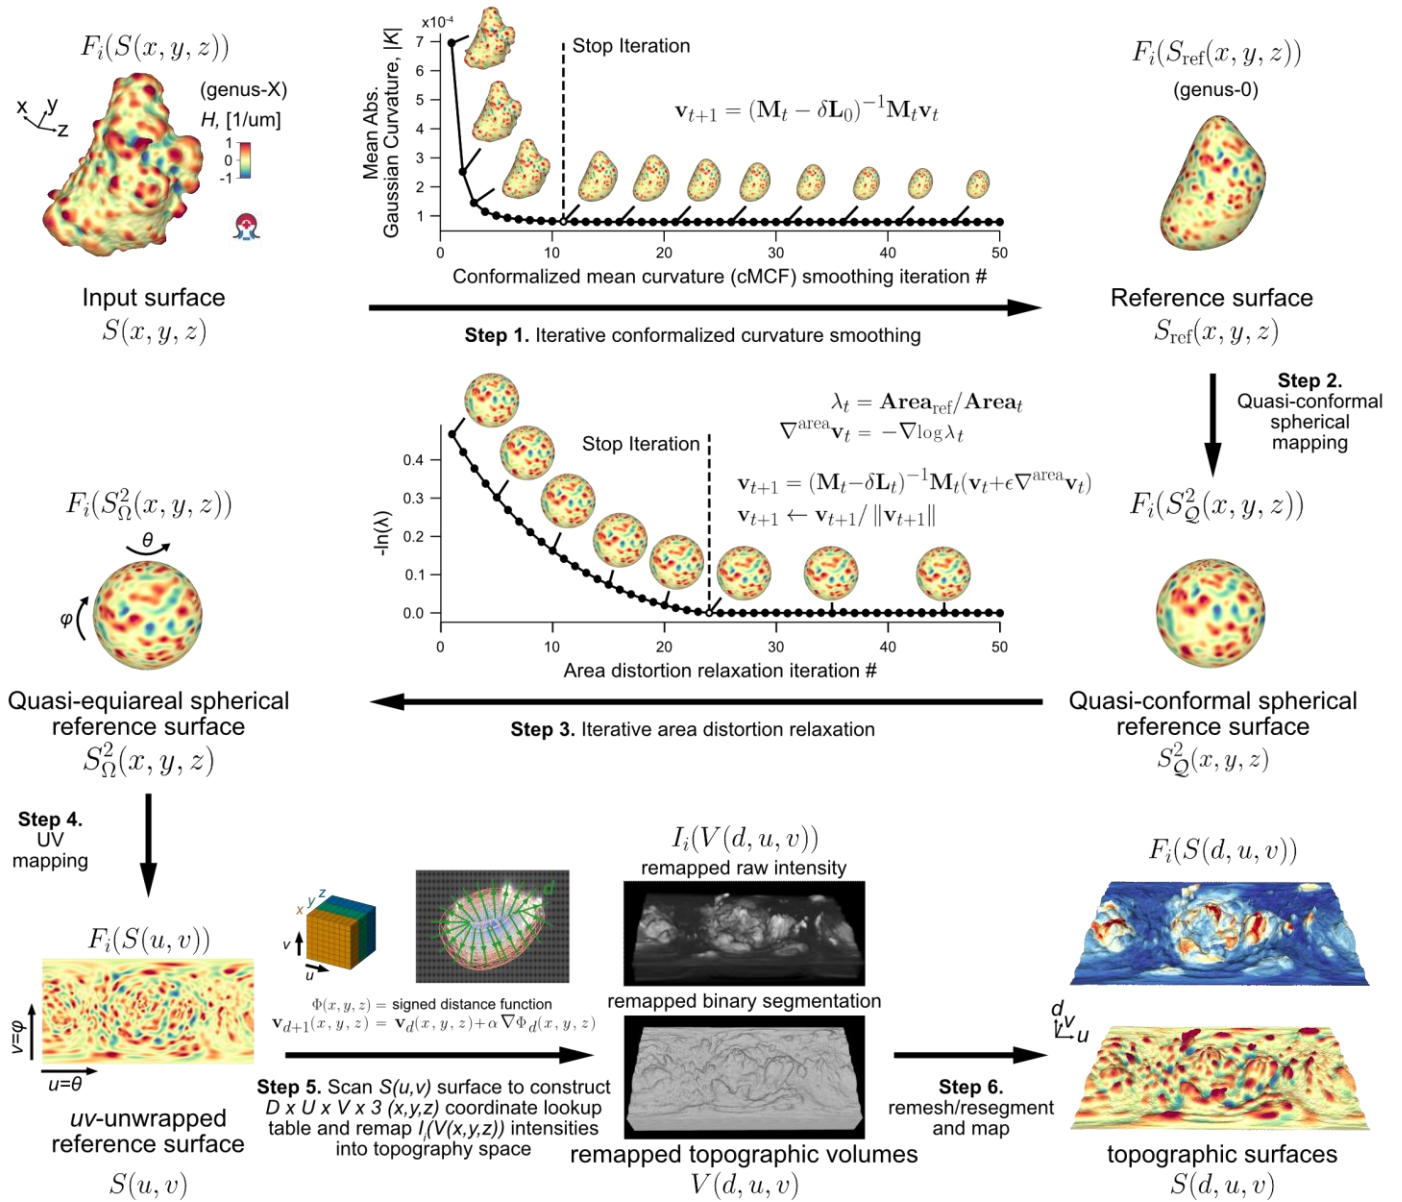 F_i(S(x, y, z))
x y z
(genus-X)
H, [1/um]
1
0
-1
Input surface
S(x, y, z)
x10⁻⁴
Mean Abs.
Gaussian Curvature, |K|
7
6
5
4
3
2
1
Stop Iteration
v_{t+1} = (M_t − δL_0)^{−1}M_t v_t
0 10 20 30 40 50
Conformalized mean curvature (cMCF) smoothing iteration #
Step 1. Iterative conformalized curvature smoothing
F_i(S_ref(x, y, z))
(genus-0)
Reference surface
S_ref(x, y, z)
Step 2.
Quasi-conformal
spherical
mapping
F_i(S²_Q(x, y, z))
Quasi-conformal spherical
reference surface
S²_Q(x, y, z)
-ln(λ)
0.4
0.3
0.2
0.1
0.0
Stop Iteration
λ_t = Area_ref/Area_t
∇^area v_t = −∇log λ_t
v_{t+1} = (M_t−δL_t)^{−1}M_t(v_t+ϵ∇^area v_t)
v_{t+1} ← v_{t+1}/ ‖v_{t+1}‖
0 10 20 30 40 50
Area distortion relaxation iteration #
Step 3. Iterative area distortion relaxation
F_i(S²_Ω(x, y, z))
θ
φ
Quasi-equiareal spherical
reference surface
S²_Ω(x, y, z)
Step 4.
UV
mapping
F_i(S(u, v))
v=φ
u=θ
uv-unwrapped
reference surface
S(u, v)
x y z
v
u
d
Φ(x, y, z) = signed distance function
v_{d+1}(x, y, z) = v_d(x, y, z)+α ∇Φ_d(x, y, z)
Step 5. Scan S(u,v) surface to construct
D x U x V x 3 (x,y,z) coordinate lookup
table and remap I_i(V(x,y,z)) intensities
into topography space
I_i(V(d, u, v))
remapped raw intensity
remapped binary segmentation
remapped topographic volumes
V(d, u, v)
Step 6.
remesh/resegment
and map
F_i(S(d, u, v))
d
v
u
topographic surfaces
S(d, u, v)